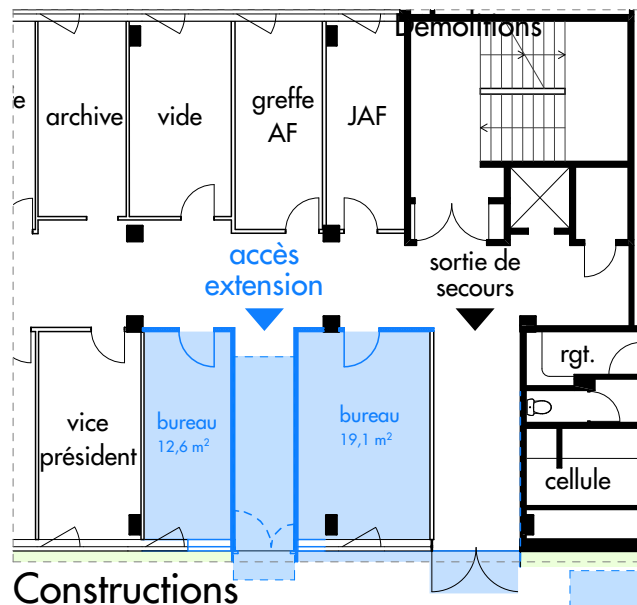 Démolitions
e
archive
vide
greffe
AF
JAF
accès
extension
sortie de
secours
rgt.
vice
président
bureau
12,6 m²
bureau
19,1 m²
cellule
Constructions